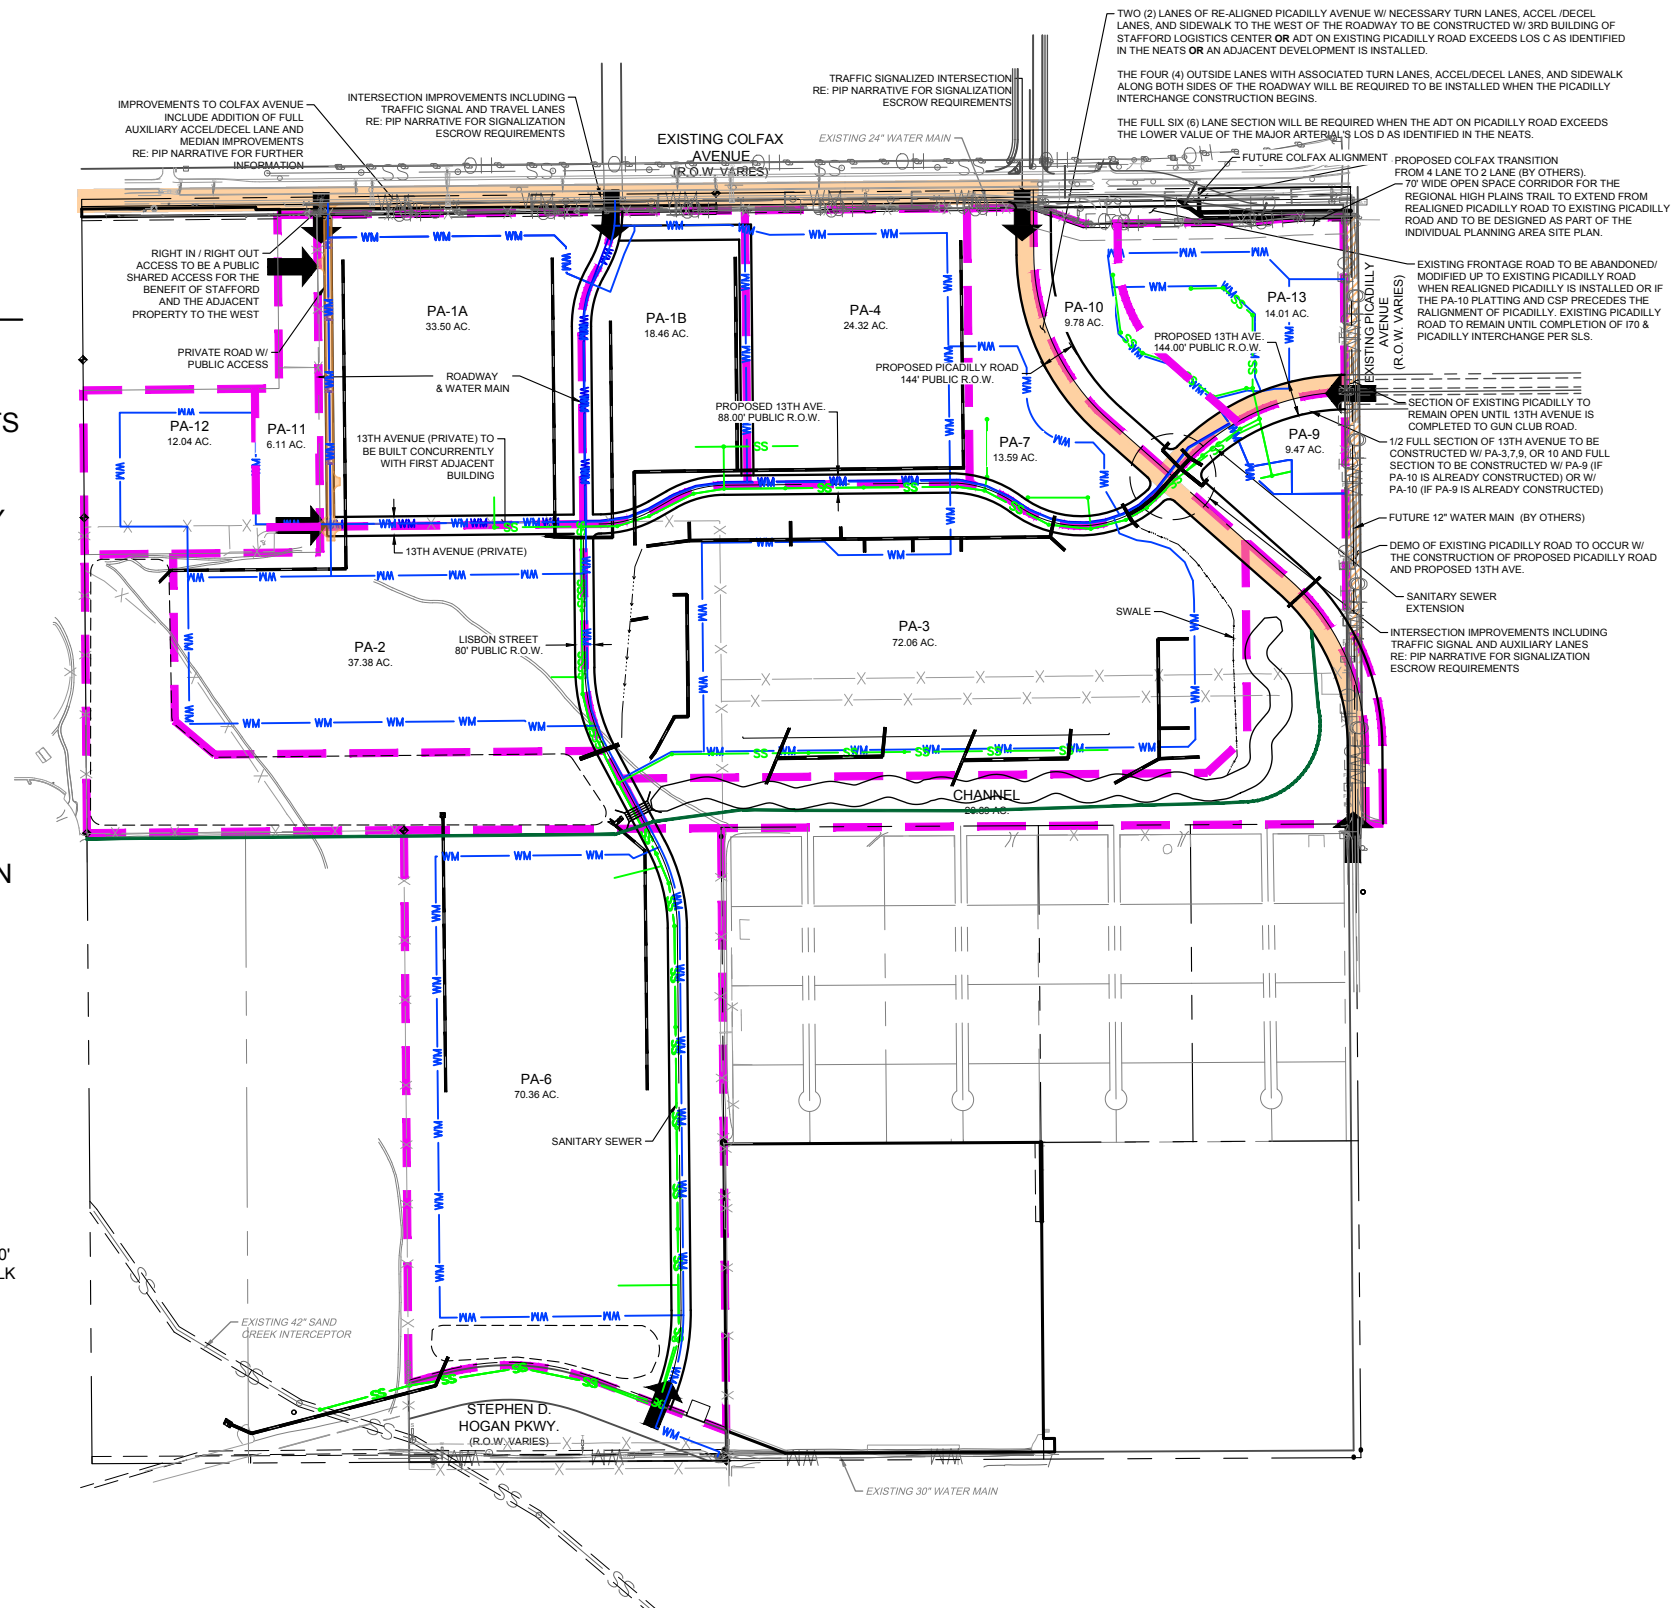 TWO (2) LANES OF RE-ALIGNED PICADILLY AVENUE W/ NECESSARY TURN LANES, ACCEL /DECEL
LANES, AND SIDEWALK TO THE WEST OF THE ROADWAY TO BE CONSTRUCTED W/ 3RD BUILDING OF
STAFFORD LOGISTICS CENTER OR ADT ON EXISTING PICADILLY ROAD EXCEEDS LOS C AS IDENTIFIED
IN THE NEATS OR AN ADJACENT DEVELOPMENT IS INSTALLED.
THE FOUR (4) OUTSIDE LANES WITH ASSOCIATED TURN LANES, ACCEL/DECEL LANES, AND SIDEWALK
ALONG BOTH SIDES OF THE ROADWAY WILL BE REQUIRED TO BE INSTALLED WHEN THE PICADILLY
INTERCHANGE CONSTRUCTION BEGINS.
THE FULL SIX (6) LANE SECTION WILL BE REQUIRED WHEN THE ADT ON PICADILLY ROAD EXCEEDS
THE LOWER VALUE OF THE MAJOR ARTERIAL'S LOS D AS IDENTIFIED IN THE NEATS.
TRAFFIC SIGNALIZED INTERSECTION
RE: PIP NARRATIVE FOR SIGNALIZATION
ESCROW REQUIREMENTS
INTERSECTION IMPROVEMENTS INCLUDING
TRAFFIC SIGNAL AND TRAVEL LANES
RE: PIP NARRATIVE FOR SIGNALIZATION
ESCROW REQUIREMENTS
IMPROVEMENTS TO COLFAX AVENUE
INCLUDE ADDITION OF FULL
AUXILIARY ACCEL/DECEL LANE AND
MEDIAN IMPROVEMENTS
RE: PIP NARRATIVE FOR FURTHER
INFORMATION
EXISTING COLFAX
AVENUE
(R.O.W. VARIES)
EXISTING 24" WATER MAIN
FUTURE COLFAX ALIGNMENT
PROPOSED COLFAX TRANSITION
FROM 4 LANE TO 2 LANE (BY OTHERS).
70' WIDE OPEN SPACE CORRIDOR FOR THE
REGIONAL HIGH PLAINS TRAIL TO EXTEND FROM
REALIGNED PICADILLY ROAD TO EXISTING PICADILLY
ROAD AND TO BE DESIGNED AS PART OF THE
INDIVIDUAL PLANNING AREA SITE PLAN.
EXISTING FRONTAGE ROAD TO BE ABANDONED/
MODIFIED UP TO EXISTING PICADILLY ROAD
WHEN REALIGNED PICADILLY IS INSTALLED OR IF
THE PA-10 PLATTING AND CSP PRECEDES THE
RALIGNMENT OF PICADILLY. EXISTING PICADILLY
ROAD TO REMAIN UNTIL COMPLETION OF I70 &
PICADILLY INTERCHANGE PER SLS.
EXISTING PICADILLY
AVENUE
(R.O.W. VARIES)
RIGHT IN / RIGHT OUT
ACCESS TO BE A PUBLIC
SHARED ACCESS FOR THE
BENEFIT OF STAFFORD
AND THE ADJACENT
PROPERTY TO THE WEST
PRIVATE ROAD W/
PUBLIC ACCESS
PA-1A
33.50 AC.
PA-1B
18.46 AC.
PA-4
24.32 AC.
PA-10
9.78 AC.
PA-13
14.01 AC.
PROPOSED 13TH AVE.
144.00' PUBLIC R.O.W.
PROPOSED PICADILLY ROAD
144' PUBLIC R.O.W.
ROADWAY
& WATER MAIN
PROPOSED 13TH AVE.
88.00' PUBLIC R.O.W.
PA-12
12.04 AC.
PA-11
6.11 AC.
13TH AVENUE (PRIVATE) TO
BE BUILT CONCURRENTLY
WITH FIRST ADJACENT
BUILDING
PA-7
13.59 AC.
PA-9
9.47 AC.
SECTION OF EXISTING PICADILLY TO
REMAIN OPEN UNTIL 13TH AVENUE IS
COMPLETED TO GUN CLUB ROAD.
1/2 FULL SECTION OF 13TH AVENUE TO BE
CONSTRUCTED W/ PA-3,7,9, OR 10 AND FULL
SECTION TO BE CONSTRUCTED W/ PA-9 (IF
PA-10 IS ALREADY CONSTRUCTED) OR W/
PA-10 (IF PA-9 IS ALREADY CONSTRUCTED)
FUTURE 12" WATER MAIN (BY OTHERS)
DEMO OF EXISTING PICADILLY ROAD TO OCCUR W/
THE CONSTRUCTION OF PROPOSED PICADILLY ROAD
AND PROPOSED 13TH AVE.
SANITARY SEWER
EXTENSION
INTERSECTION IMPROVEMENTS INCLUDING
TRAFFIC SIGNAL AND AUXILIARY LANES
RE: PIP NARRATIVE FOR SIGNALIZATION
ESCROW REQUIREMENTS
13TH AVENUE (PRIVATE)
PA-2
37.38 AC.
LISBON STREET
80' PUBLIC R.O.W.
PA-3
72.06 AC.
SWALE
CHANNEL
PA-6
70.36 AC.
SANITARY SEWER
EXISTING 42" SAND
CREEK INTERCEPTOR
STEPHEN D.
HOGAN PKWY.
(R.O.W. VARIES)
EXISTING 30" WATER MAIN